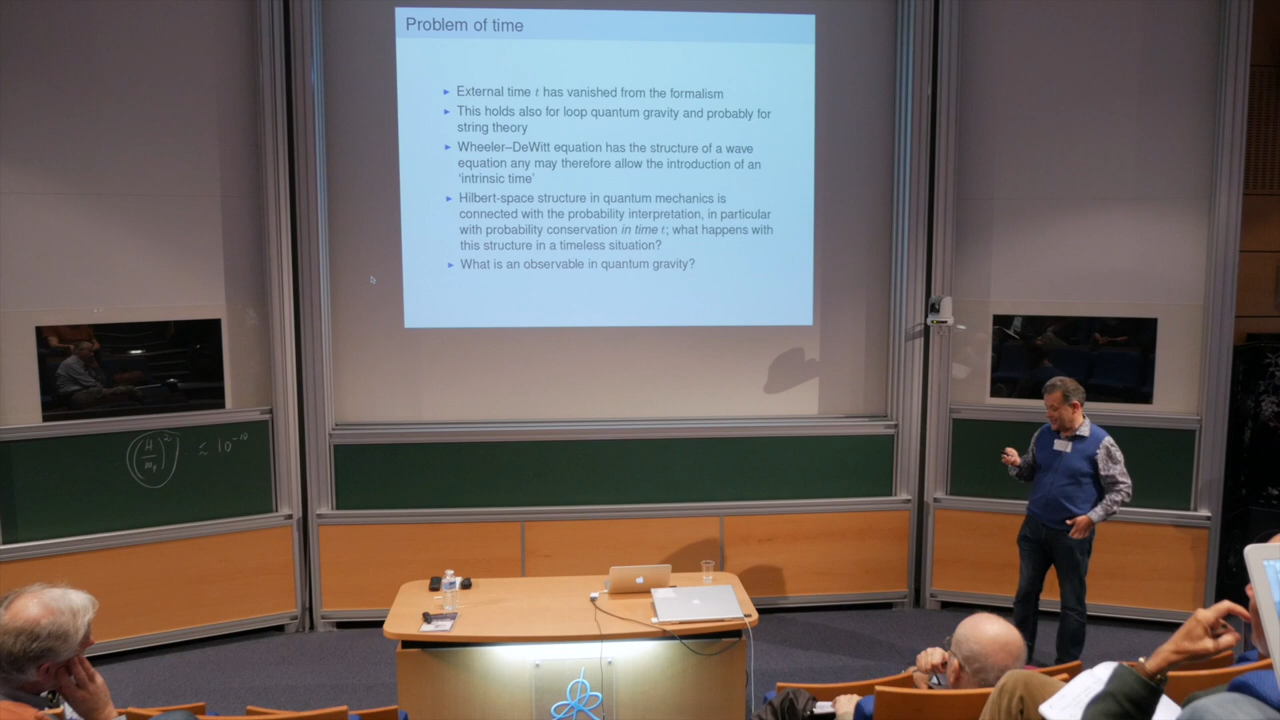 Problem of time
External time t has vanished from the formalism
This holds also for loop quantum gravity and probably for
string theory
Wheeler–DeWitt equation has the structure of a wave
equation any may therefore allow the introduction of an
‘intrinsic time’
Hilbert-space structure in quantum mechanics is
connected with the probability interpretation, in particular
with probability conservation in time t; what happens with
this structure in a timeless situation?
What is an observable in quantum gravity?
(H/m_p)² ≲ 10⁻¹⁰